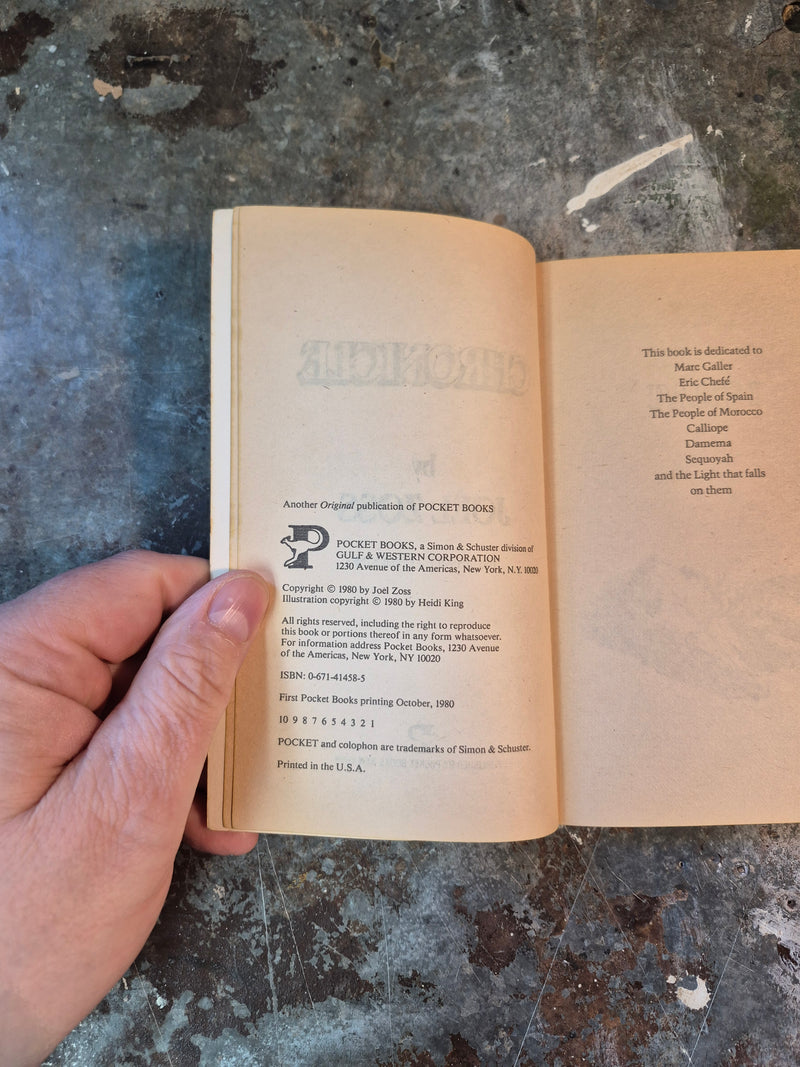 CHRONICLE
by
JOEL ZOSS
Another Original publication of POCKET BOOKS
P
POCKET BOOKS, a Simon & Schuster division of
GULF & WESTERN CORPORATION
1230 Avenue of the Americas, New York, N.Y. 10020
Copyright © 1980 by Joel Zoss
Illustration copyright © 1980 by Heidi King
All rights reserved, including the right to reproduce
this book or portions thereof in any form whatsoever.
For information address Pocket Books, 1230 Avenue
of the Americas, New York, NY 10020
ISBN: 0-671-41458-5
First Pocket Books printing October, 1980
10 9 8 7 6 5 4 3 2 1
POCKET and colophon are trademarks of Simon & Schuster.
Printed in the U.S.A.
This book is dedicated to
Marc Galler
Eric Chefé
The People of Spain
The People of Morocco
Calliope
Damema
Sequoyah
and the Light that falls
on them